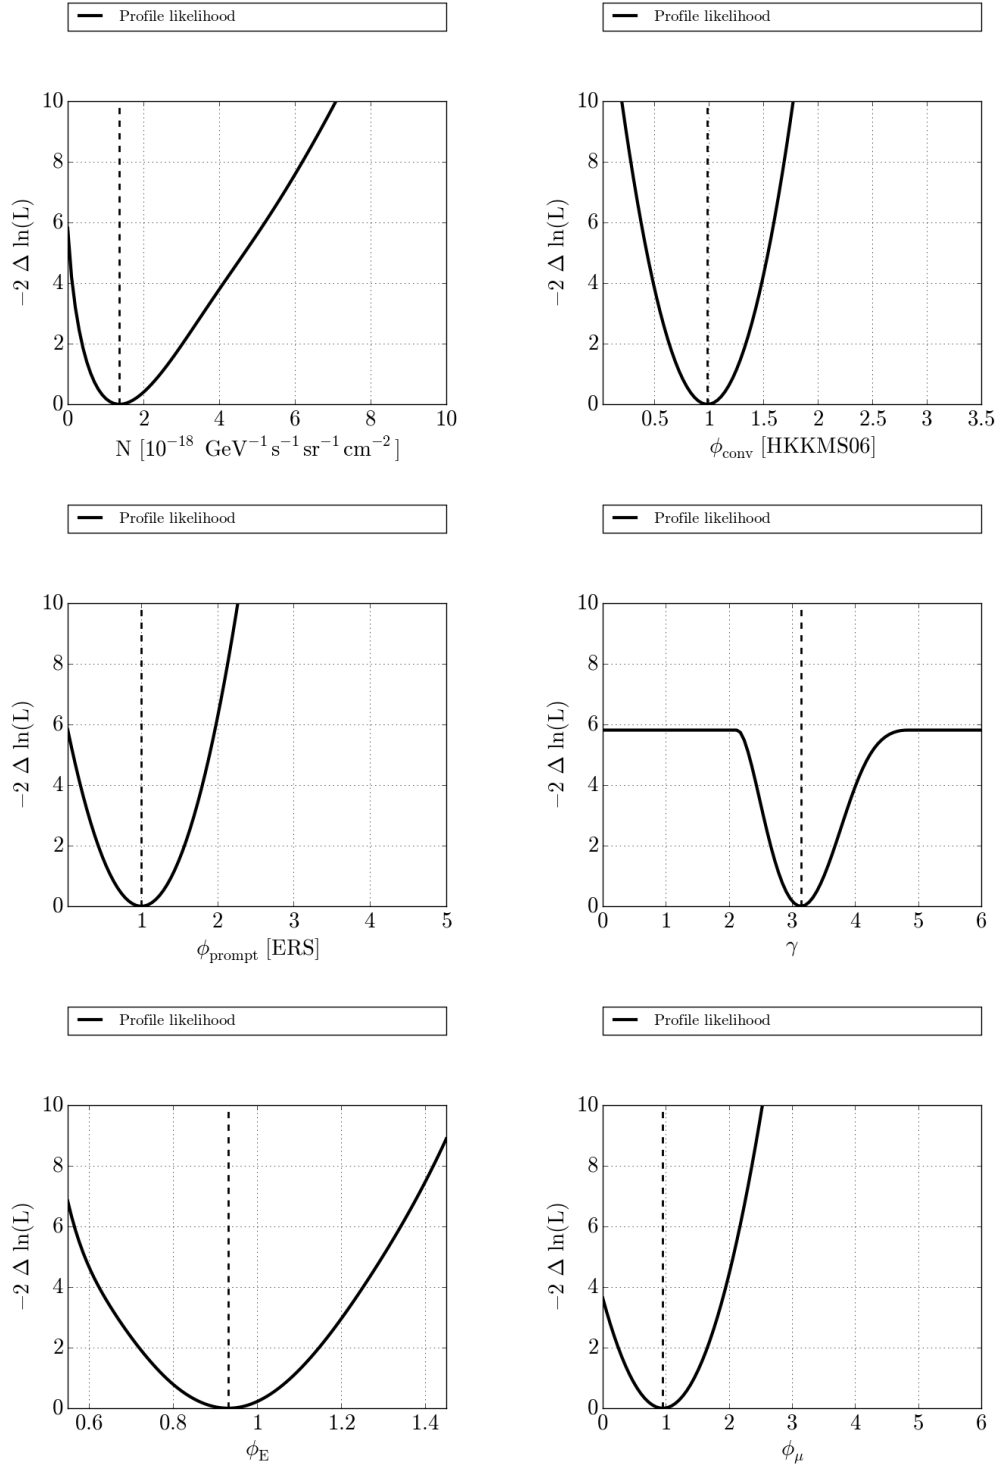 Profile likelihood
10
8
6
4
2
0
−2 Δ ln(L)
0 2 4 6 8 10
N [10⁻¹⁸ GeV⁻¹ s⁻¹ sr⁻¹ cm⁻²]
Profile likelihood
10
8
6
4
2
0
−2 Δ ln(L)
0.5 1 1.5 2 2.5 3 3.5
ϕconv [HKKMS06]
Profile likelihood
10
8
6
4
2
0
−2 Δ ln(L)
1 2 3 4 5
ϕprompt [ERS]
Profile likelihood
10
8
6
4
2
0
−2 Δ ln(L)
0 1 2 3 4 5 6
γ
Profile likelihood
10
8
6
4
2
0
−2 Δ ln(L)
0.6 0.8 1 1.2 1.4
ϕE
Profile likelihood
10
8
6
4
2
0
−2 Δ ln(L)
0 1 2 3 4 5 6
ϕμ